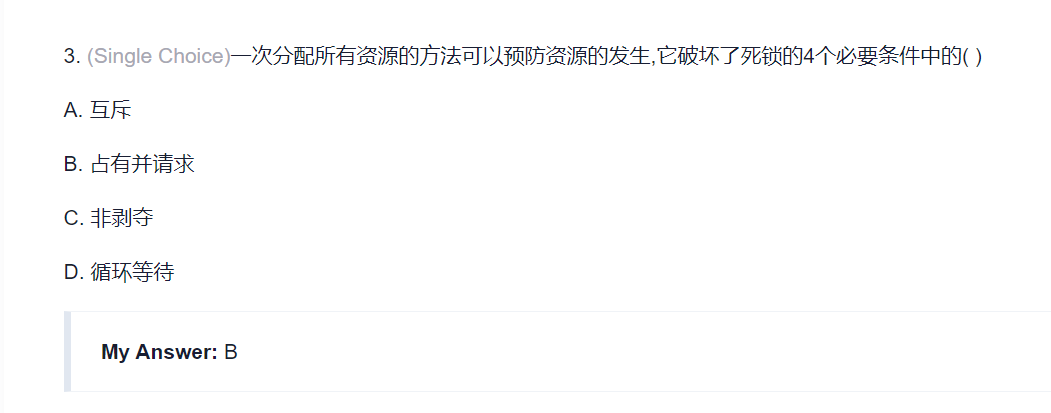 3. (Single Choice)一次分配所有资源的方法可以预防资源的发生,它破坏了死锁的4个必要条件中的( )
A. 互斥
B. 占有并请求
C. 非剥夺
D. 循环等待
My Answer: B